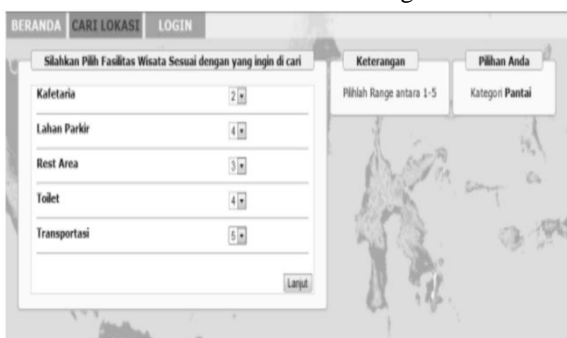 BERANDA CARI LOKASI LOGIN
Silahkan Pilih Fasilitas Wisata Sesuai dengan yang ingin di cari
Kafetaria 2
Lahan Parkir 4
Rest Area 3
Toilet 4
Transportasi 5
Lanjut
Keterangan
Pilihlah Range antara 1-5
Pilihan Anda
Kategori Pantai